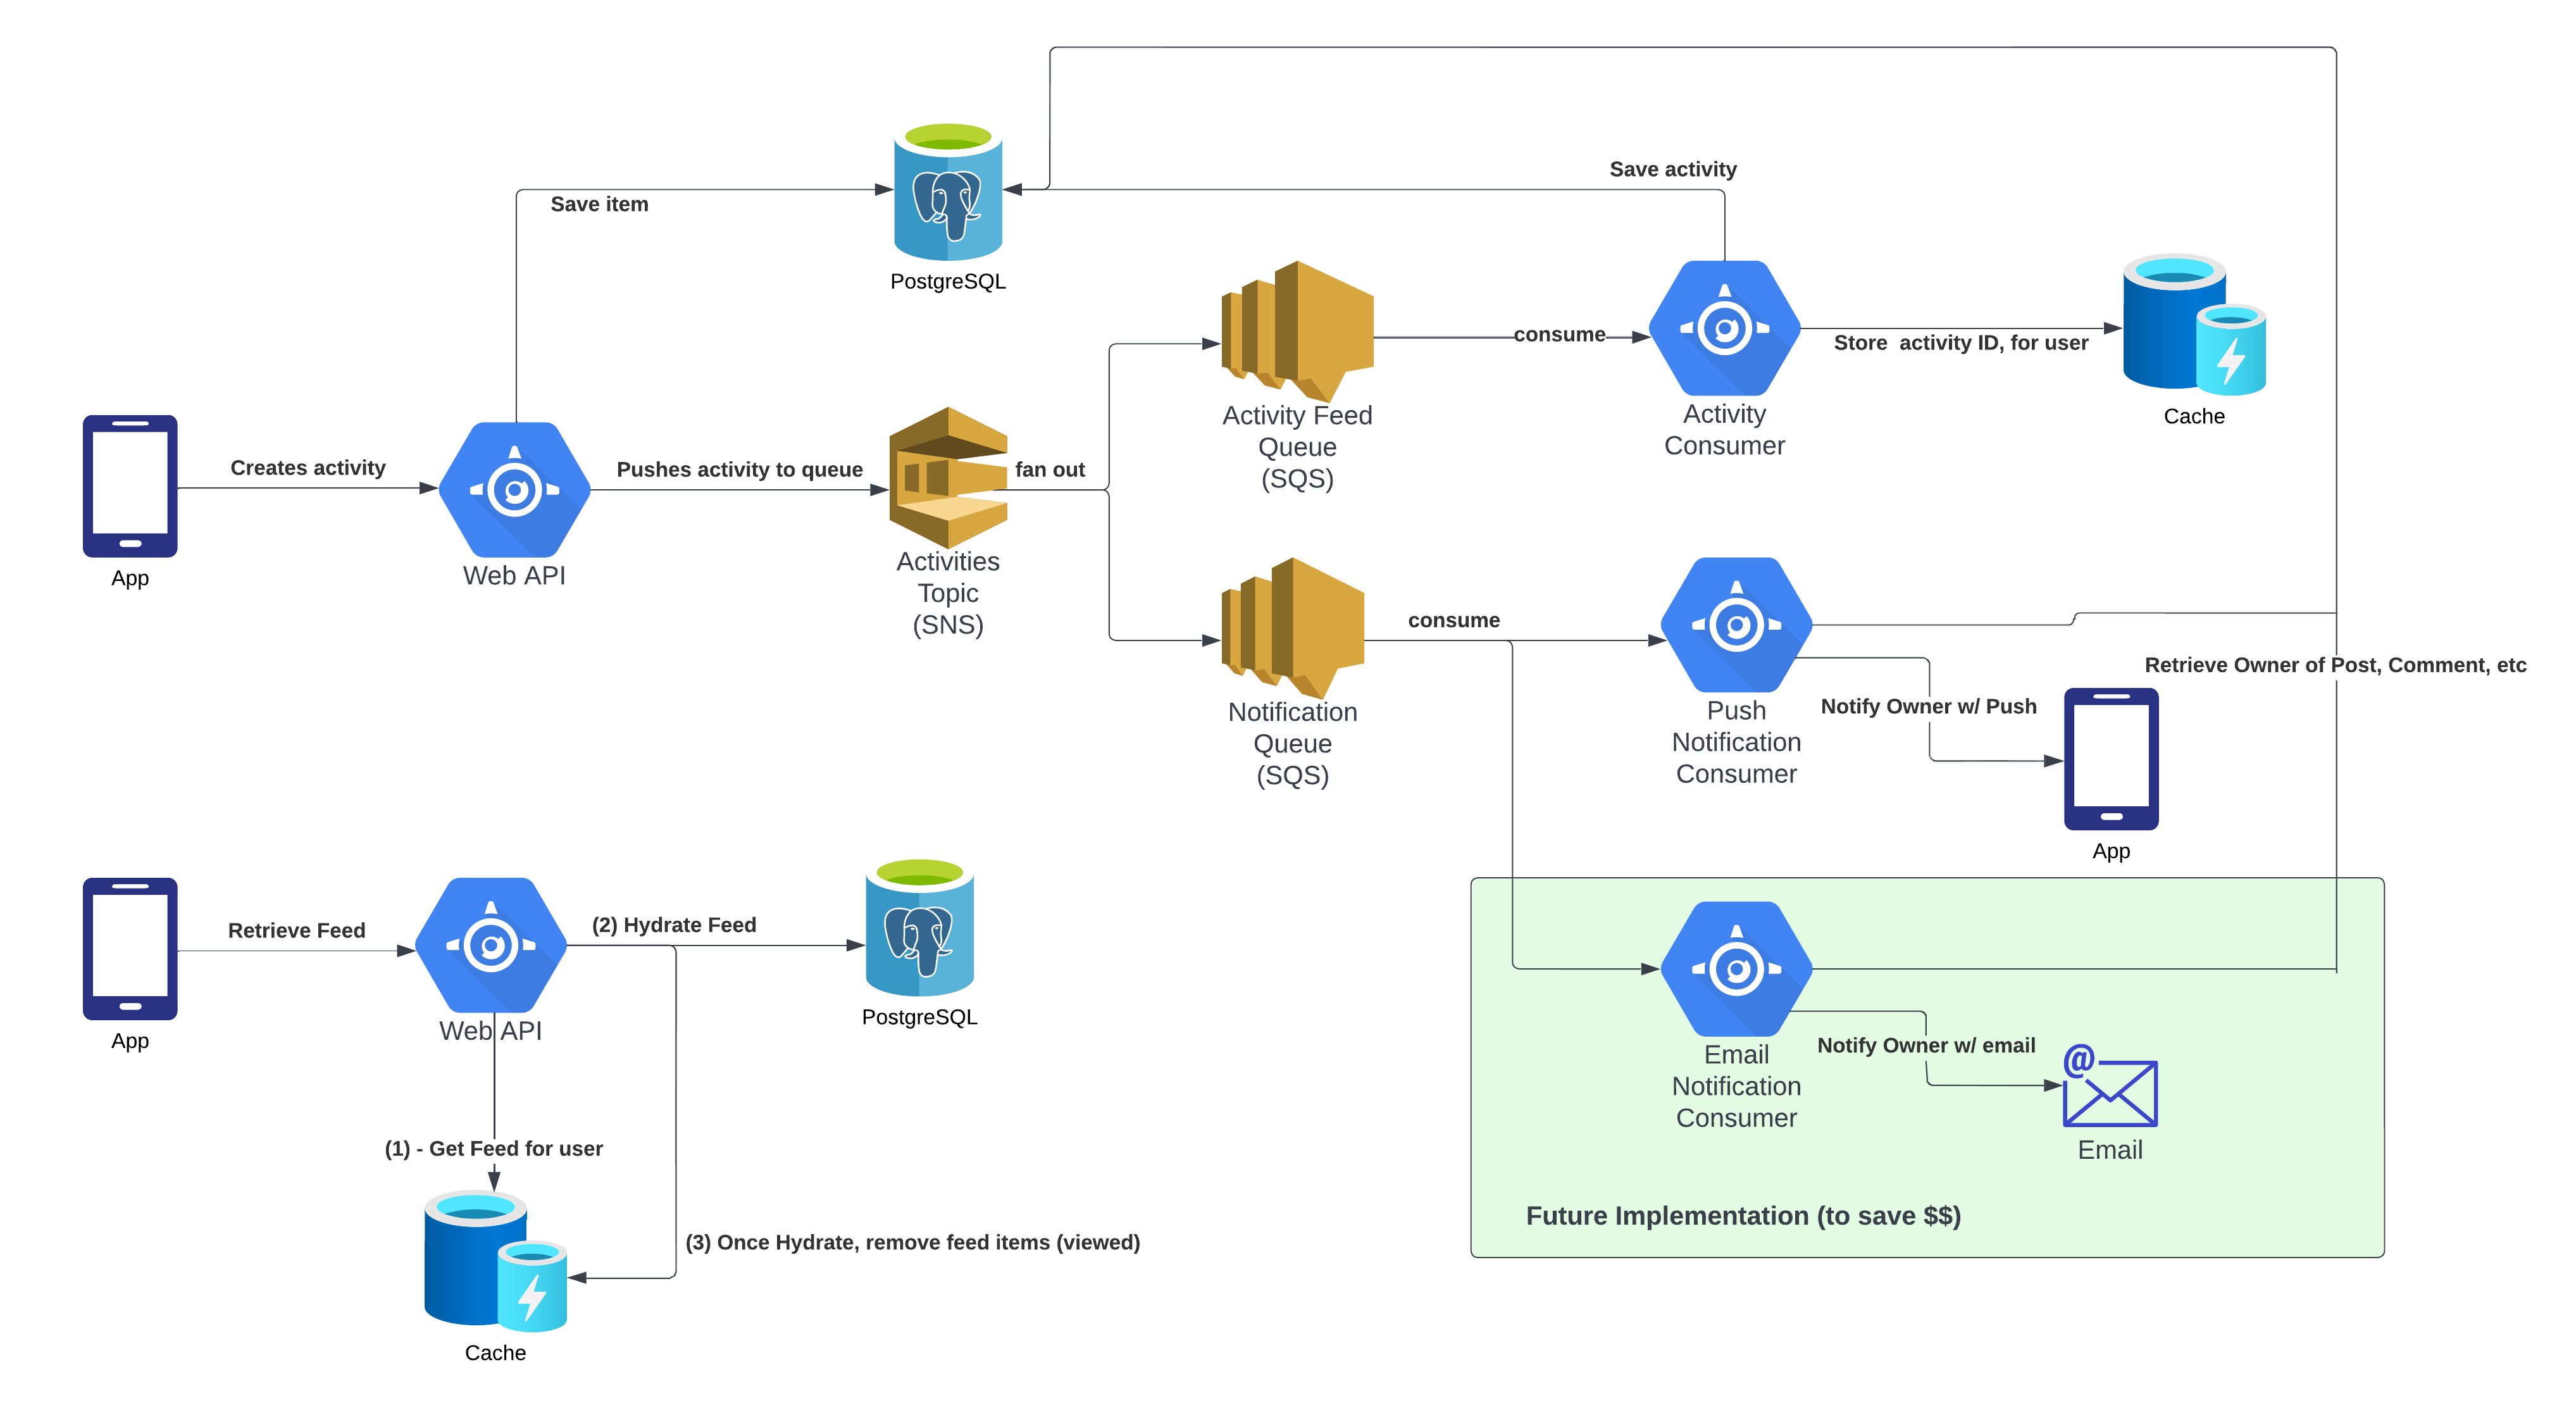 Save activity
Save item
PostgreSQL
consume
Store activity ID, for user
Activity Feed
Queue
(SQS)
Activity
Consumer
Cache
Creates activity
Pushes activity to queue
fan out
App
Web API
Activities
Topic
(SNS)
consume
Retrieve Owner of Post, Comment, etc
Notification
Queue
(SQS)
Push
Notification
Consumer
Notify Owner w/ Push
App
Retrieve Feed
(2) Hydrate Feed
App
Web API
PostgreSQL
(1) - Get Feed for user
(3) Once Hydrate, remove feed items (viewed)
Cache
Email
Notification
Consumer
Notify Owner w/ email
@
Email
Future Implementation (to save $$)